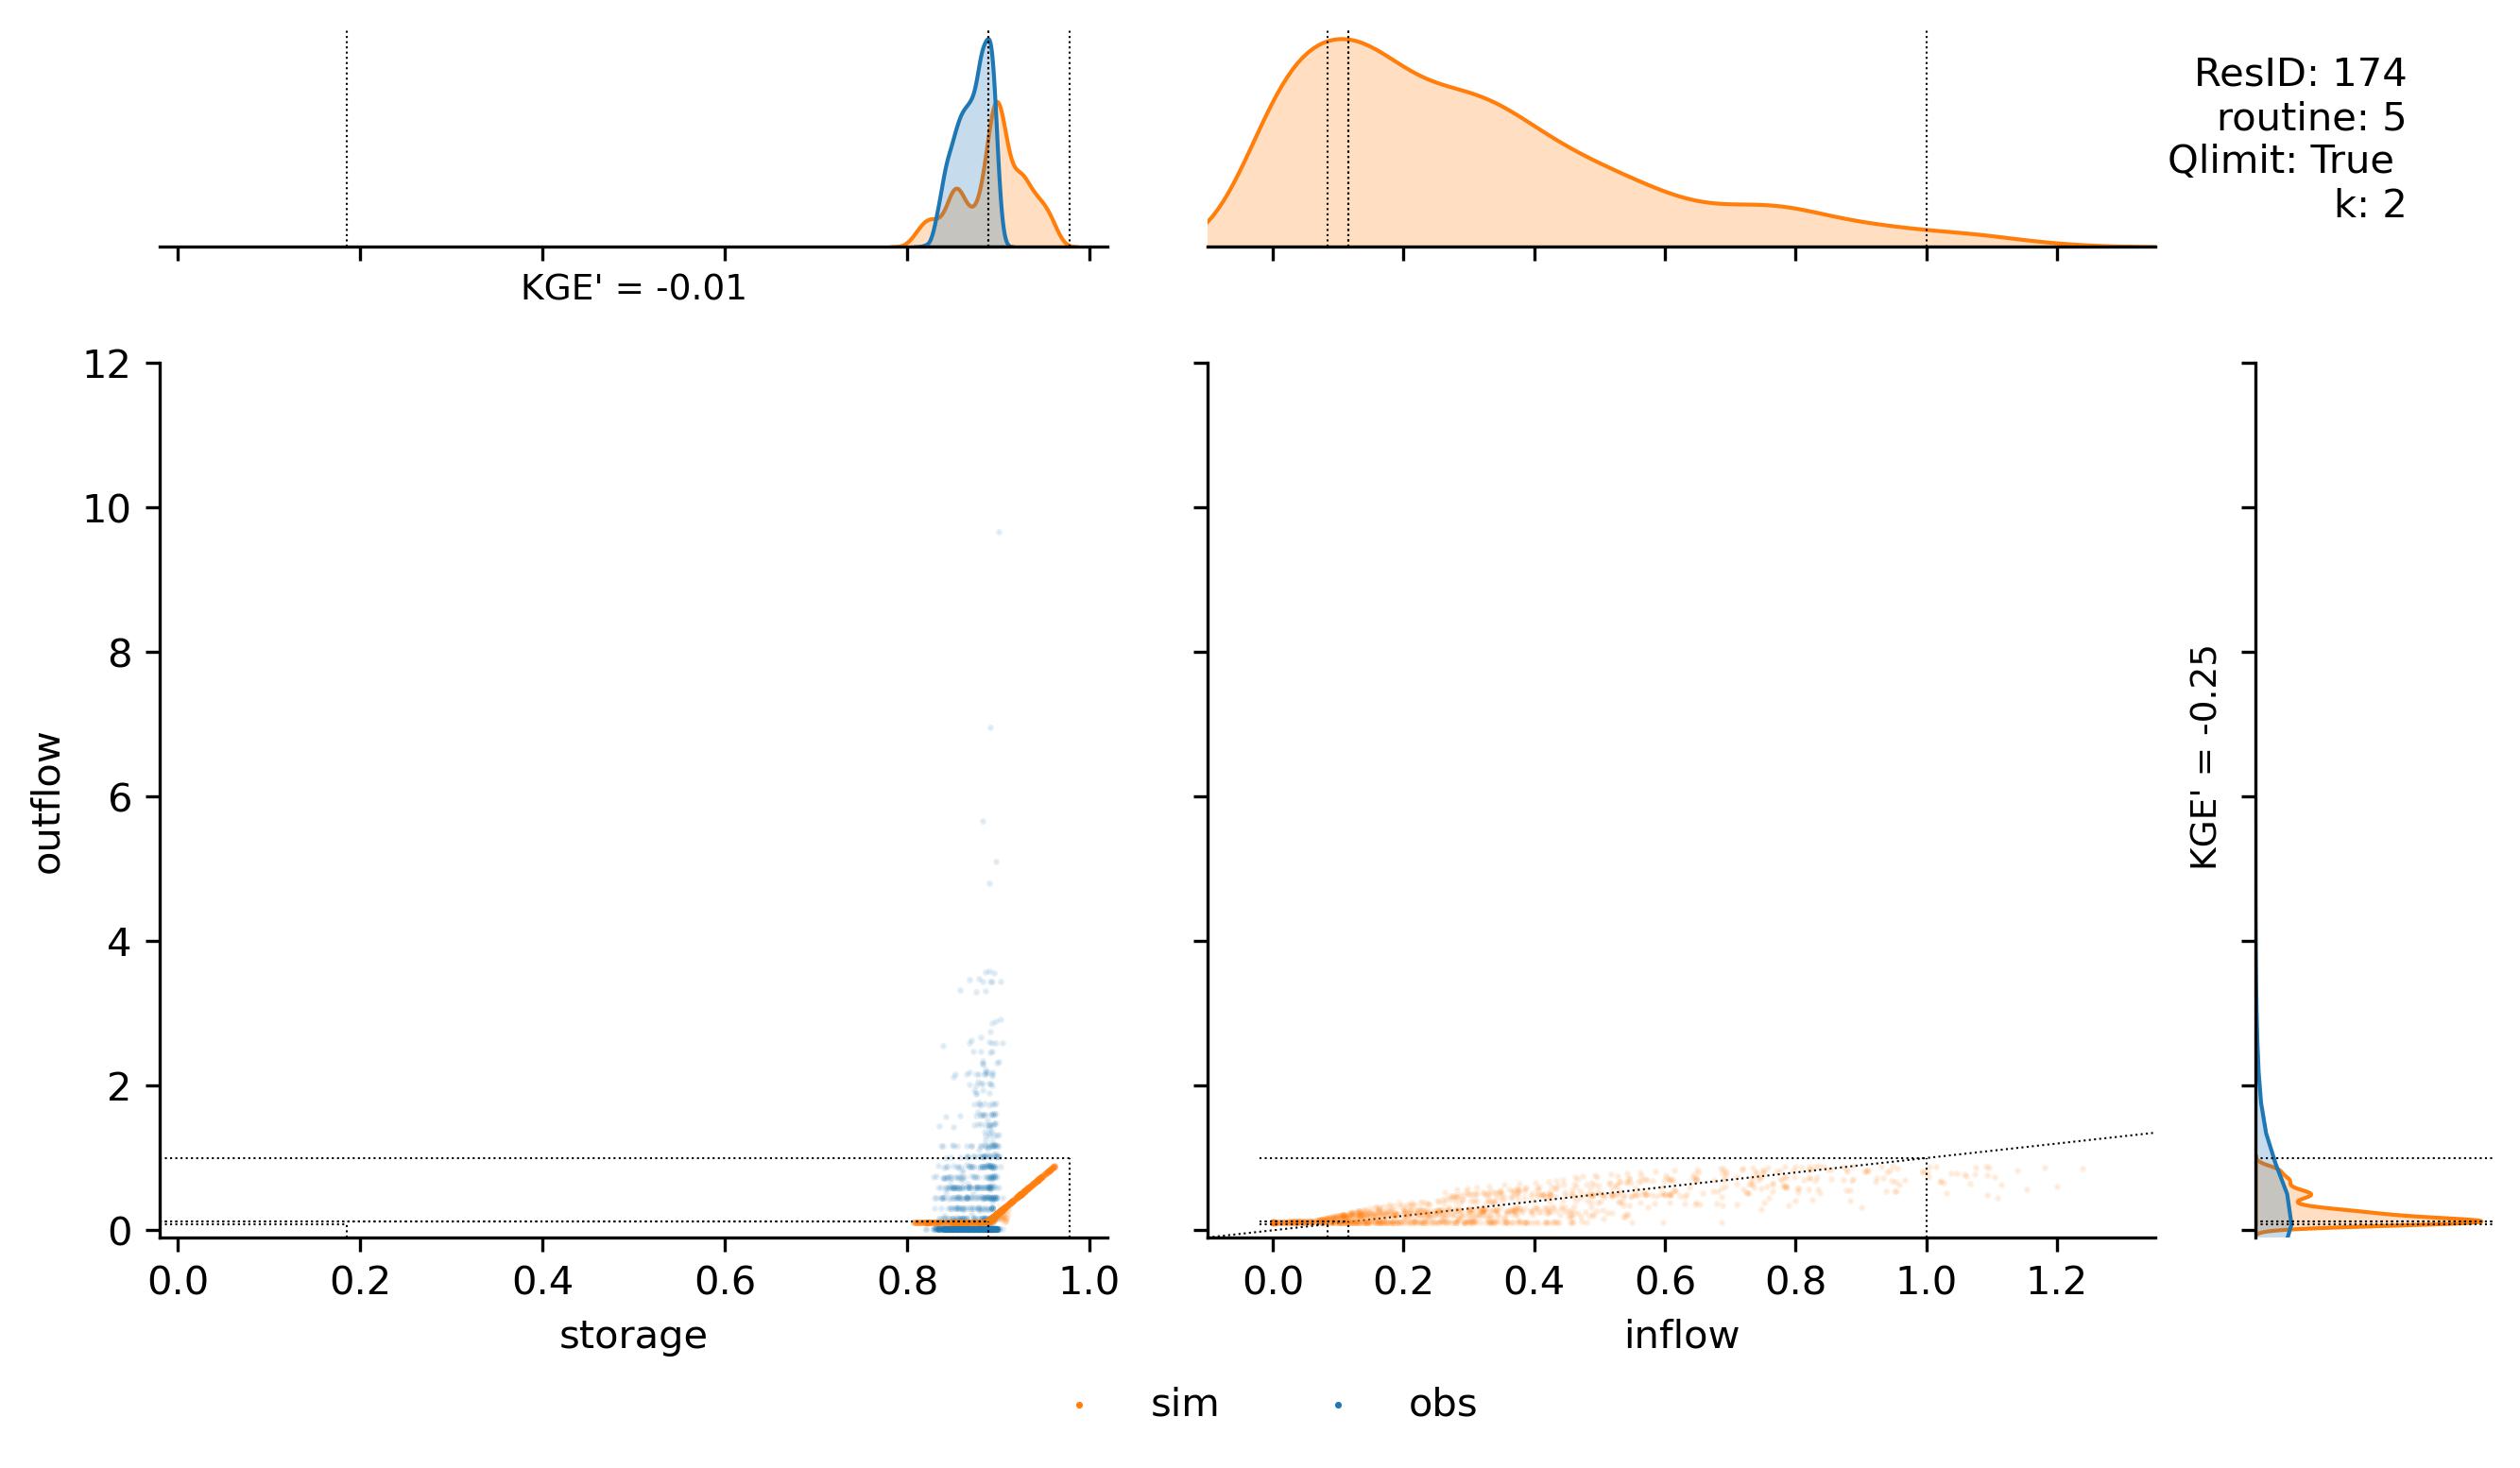 ResID: 174
routine: 5
Qlimit: True
k: 2
KGE' = -0.01
12
10
8
6
4
2
0
outflow
KGE' = -0.25
0.0 0.2 0.4 0.6 0.8 1.0
0.0 0.2 0.4 0.6 0.8 1.0 1.2
storage
inflow
sim obs